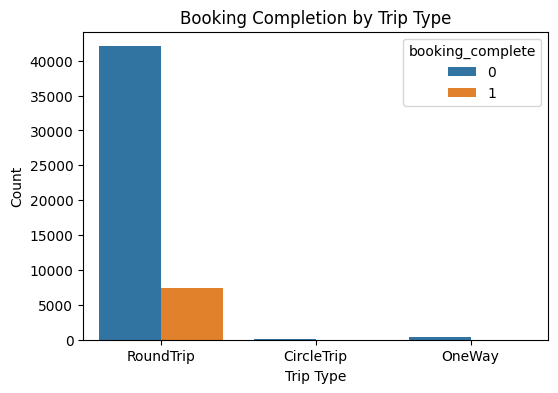 Booking Completion by Trip Type
booking_complete
0
1
40000
35000
30000
25000
20000
15000
10000
5000
0
Count
RoundTrip
CircleTrip
OneWay
Trip Type